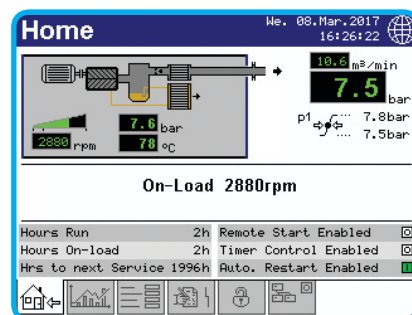 Home
We. 08.Mar.2017
16:26:22
10.6 m³/min
7.5 bar
7.6 bar
2880 rpm
78 °C
p1 7.8bar
7.5bar
On-Load 2880rpm
Hours Run 2h Remote Start Enabled
Hours On-load 2h Timer Control Enabled
Hrs to next Service 1996h Auto. Restart Enabled